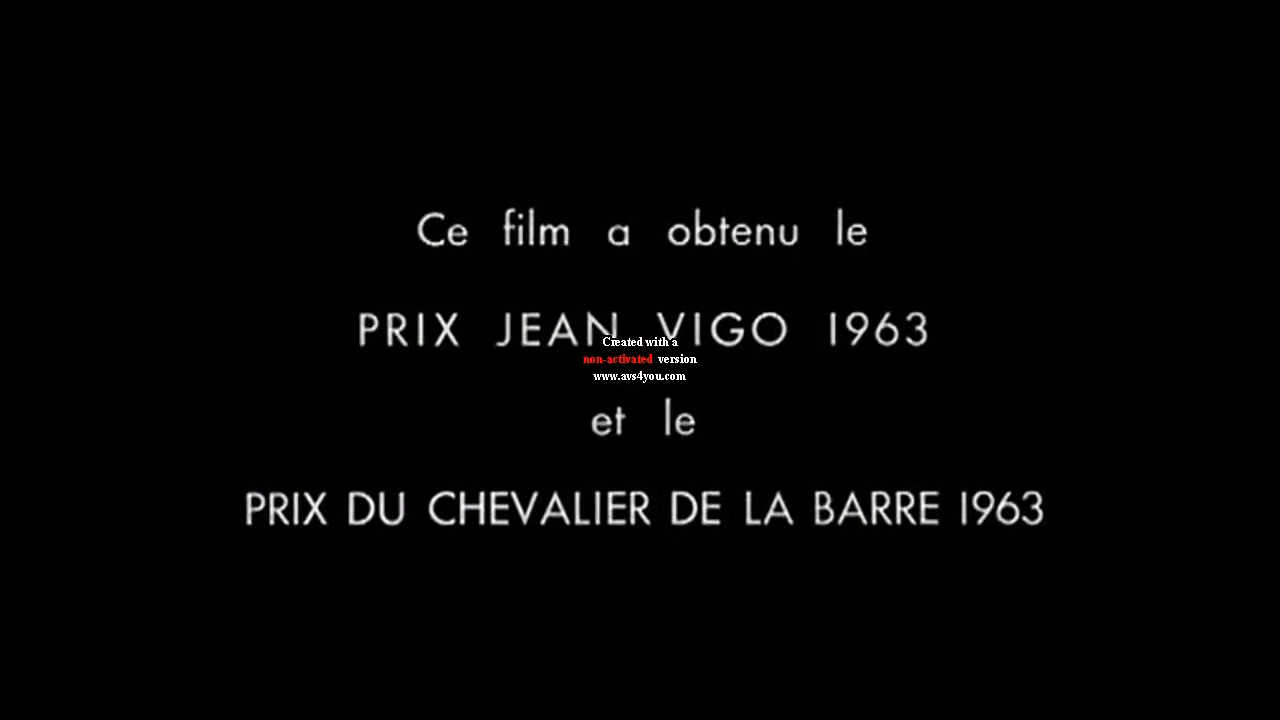 Ce film a obtenu le
PRIX JEAN VIGO 1963
Created with a
non-activated version
www.avs4you.com
et le
PRIX DU CHEVALIER DE LA BARRE 1963